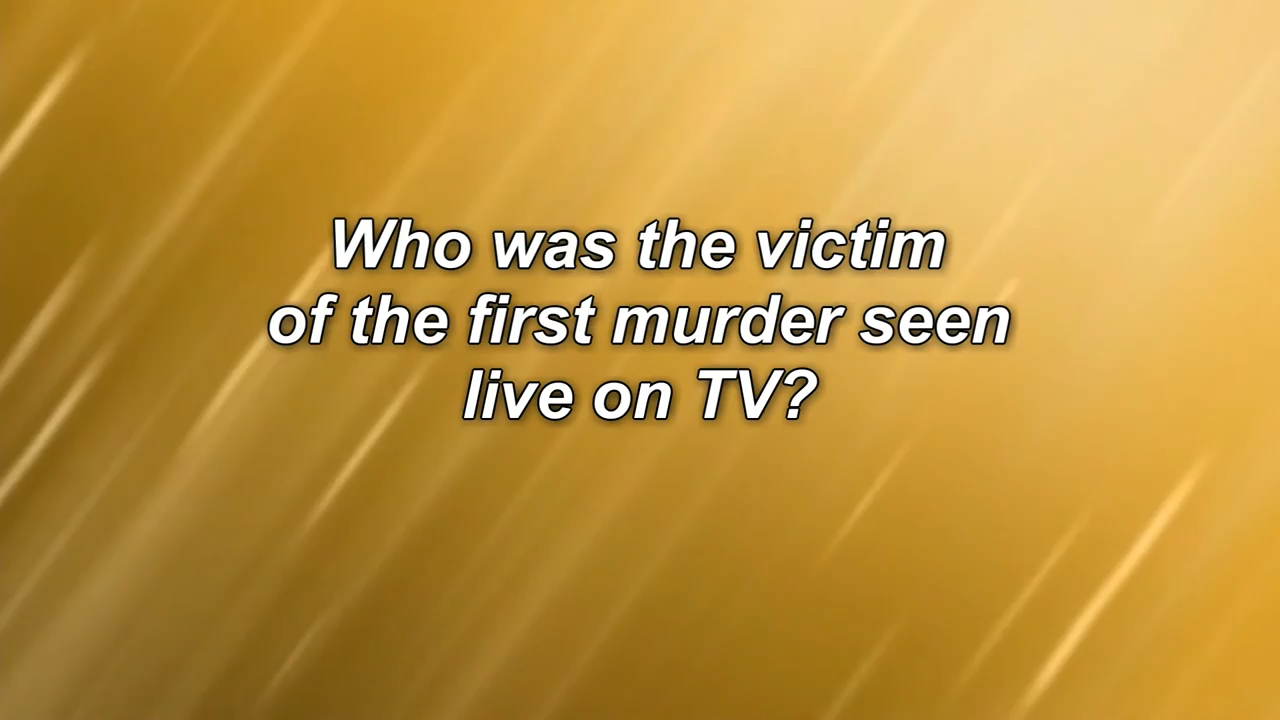 Who was the victim
of the first murder seen
live on TV?